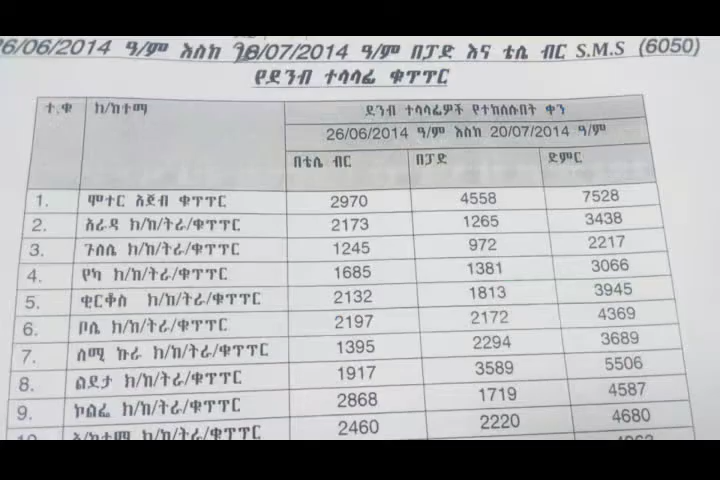 26/06/2014 ዓ/ም እስከ 20/07/2014 ዓ/ም በፓድ እና ቴሌ ብር S.M.S (6050)
የደንብ ተላላፊ ቁጥጥር
ተ.ቁ ክ/ከተማ ደንብ ተላላፊዎች የተከሰሱበት ቀን
26/06/2014 ዓ/ም እስከ 20/07/2014 ዓ/ም
በቴሌ ብር በፓድ ድምር
1. ሞተር አጀብ ቁጥጥር 2970 4558 7528
2. አራዳ ክ/ከ/ትራ/ቁጥጥር 2173 1265 3438
3. ጉለሌ ክ/ከ/ትራ/ቁጥጥር 1245 972 2217
4. የካ ክ/ከ/ትራ/ቁጥጥር 1685 1381 3066
5. ቂርቆስ ክ/ከ/ትራ/ቁጥጥር 2132 1813 3945
6. ቦሌ ክ/ከ/ትራ/ቁጥጥር 2197 2172 4369
7. ለሚ ኩራ ክ/ከ/ትራ/ቁጥጥር 1395 2294 3689
8. ልደታ ክ/ከ/ትራ/ቁጥጥር 1917 3589 5506
9. ኮልፌ ክ/ከ/ትራ/ቁጥጥር 2868 1719 4587
አ/ከተማ ክ/ከ/ትራ/ቁጥጥር 2460 2220 4680